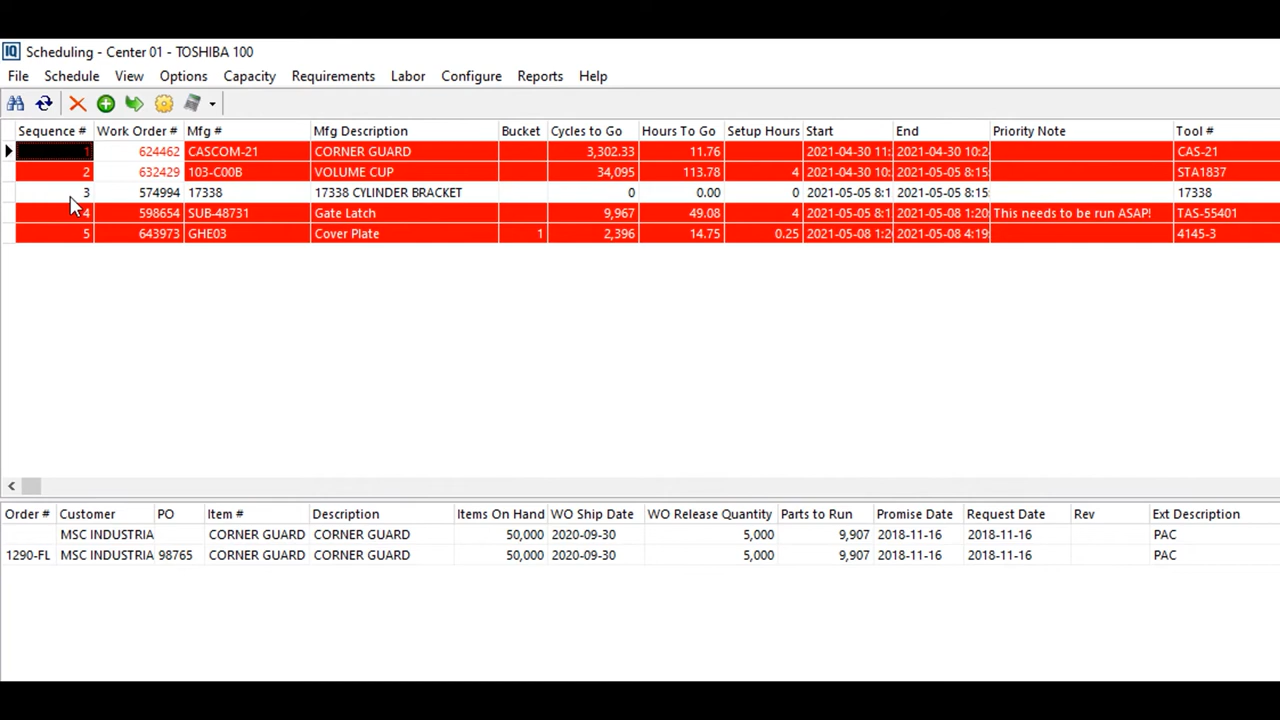 IQ Scheduling - Center 01 - TOSHIBA 100
File Schedule View Options Capacity Requirements Labor Configure Reports Help
Sequence # Work Order # Mfg # Mfg Description Bucket Cycles to Go Hours To Go Setup Hours Start End Priority Note Tool #
1 624462 CASCOM-21 CORNER GUARD 3,302.33 11.76 2021-04-30 11: 2021-04-30 10:2 CAS-21
2 632429 103-C00B VOLUME CUP 34,095 113.78 4 2021-04-30 10: 2021-05-05 8:15 STA1837
3 574994 17338 17338 CYLINDER BRACKET 0 0.00 0 2021-05-05 8:1 2021-05-05 8:15 17338
4 598654 SUB-48731 Gate Latch 9,967 49.08 4 2021-05-05 8:1 2021-05-08 1:20 This needs to be run ASAP! TAS-55401
5 643973 GHE03 Cover Plate 1 2,396 14.75 0.25 2021-05-08 1:2 2021-05-08 4:19 4145-3
Order # Customer PO Item # Description Items On Hand WO Ship Date WO Release Quantity Parts to Run Promise Date Request Date Rev Ext Description
MSC INDUSTRIA CORNER GUARD CORNER GUARD 50,000 2020-09-30 5,000 9,907 2018-11-16 2018-11-16 PAC
1290-FL MSC INDUSTRIA 98765 CORNER GUARD CORNER GUARD 50,000 2020-09-30 5,000 9,907 2018-11-16 2018-11-16 PAC